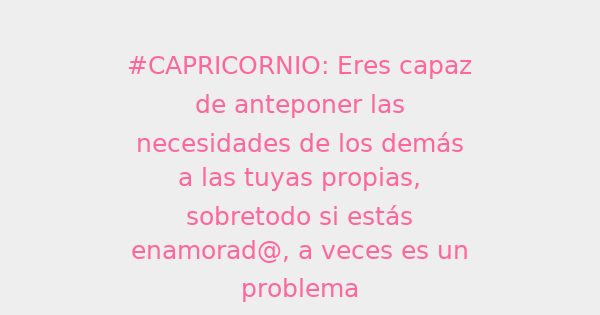 #CAPRICORNIO: Eres capaz
de anteponer las
necesidades de los demás
a las tuyas propias,
sobretodo si estás
enamorad@, a veces es un
problema